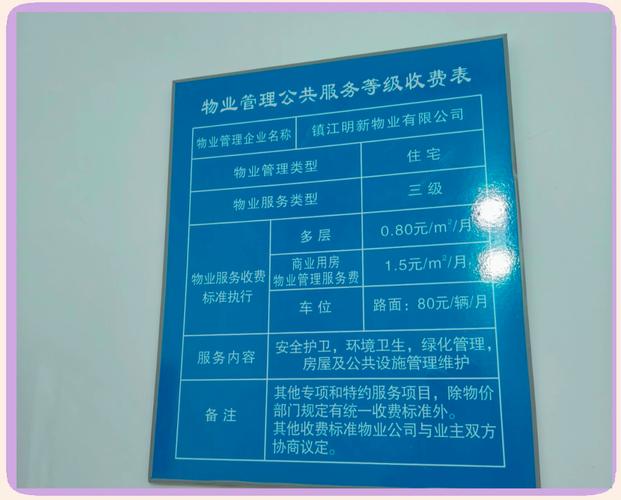 物业管理公共服务等级收费表
物业管理企业名称 镇江明新物业有限公司
物业管理类型 住宅
物业服务类型 三级
物业服务收费
标准执行
多层 0.80元/m²/月
商业用房
物业管理服务费
1.5元/m²/月
车位 路面：80元/辆/月
服务内容
安全护卫，环境卫生，绿化管理，
房屋及公共设施管理维护
备注
其他专项和特约服务项目，除物价
部门规定有统一收费标准外。
其他收费标准物业公司与业主双方
协商议定。